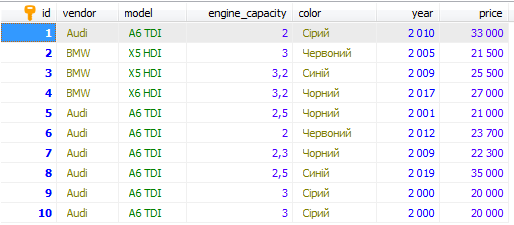 id vendor model engine_capacity color year price
1 Audi A6 TDI 2 Сірий 2 010 33 000
2 BMW X5 HDI 3 Червоний 2 005 21 500
3 BMW X5 HDI 3,2 Синій 2 009 25 500
4 BMW X6 HDI 3,2 Чорний 2 017 27 000
5 Audi A6 TDI 2,5 Чорний 2 001 21 000
6 Audi A6 TDI 2 Червоний 2 012 23 700
7 Audi A6 TDI 2,3 Чорний 2 009 22 300
8 Audi A6 TDI 2,5 Синій 2 019 35 000
9 Audi A6 TDI 3 Сірий 2 000 20 000
10 Audi A6 TDI 3 Сірий 2 000 20 000